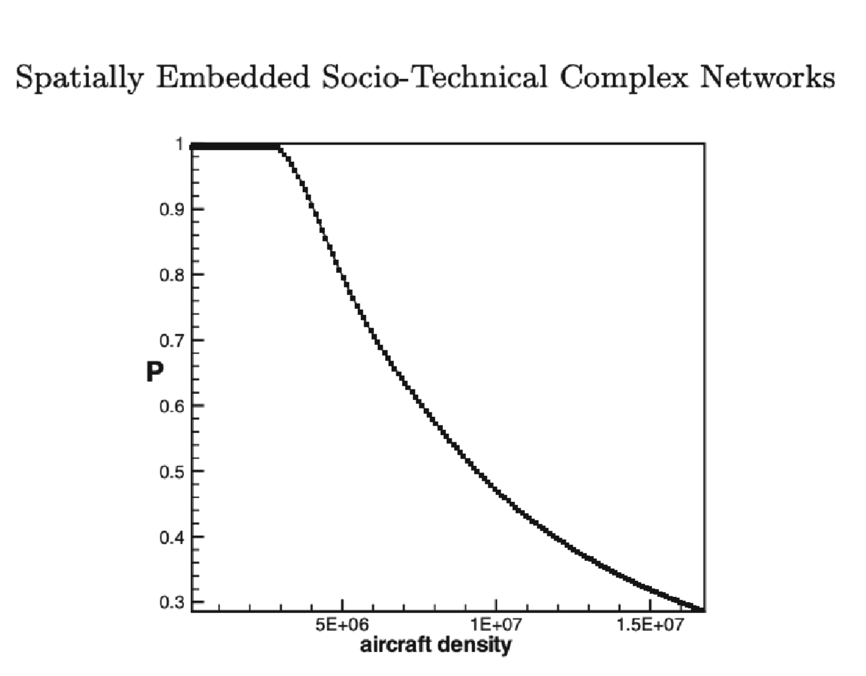 Spatially Embedded Socio-Technical Complex Networks
1
0.9
0.8
0.7
P
0.6
0.5
0.4
0.3
5E+06 1E+07 1.5E+07
aircraft density